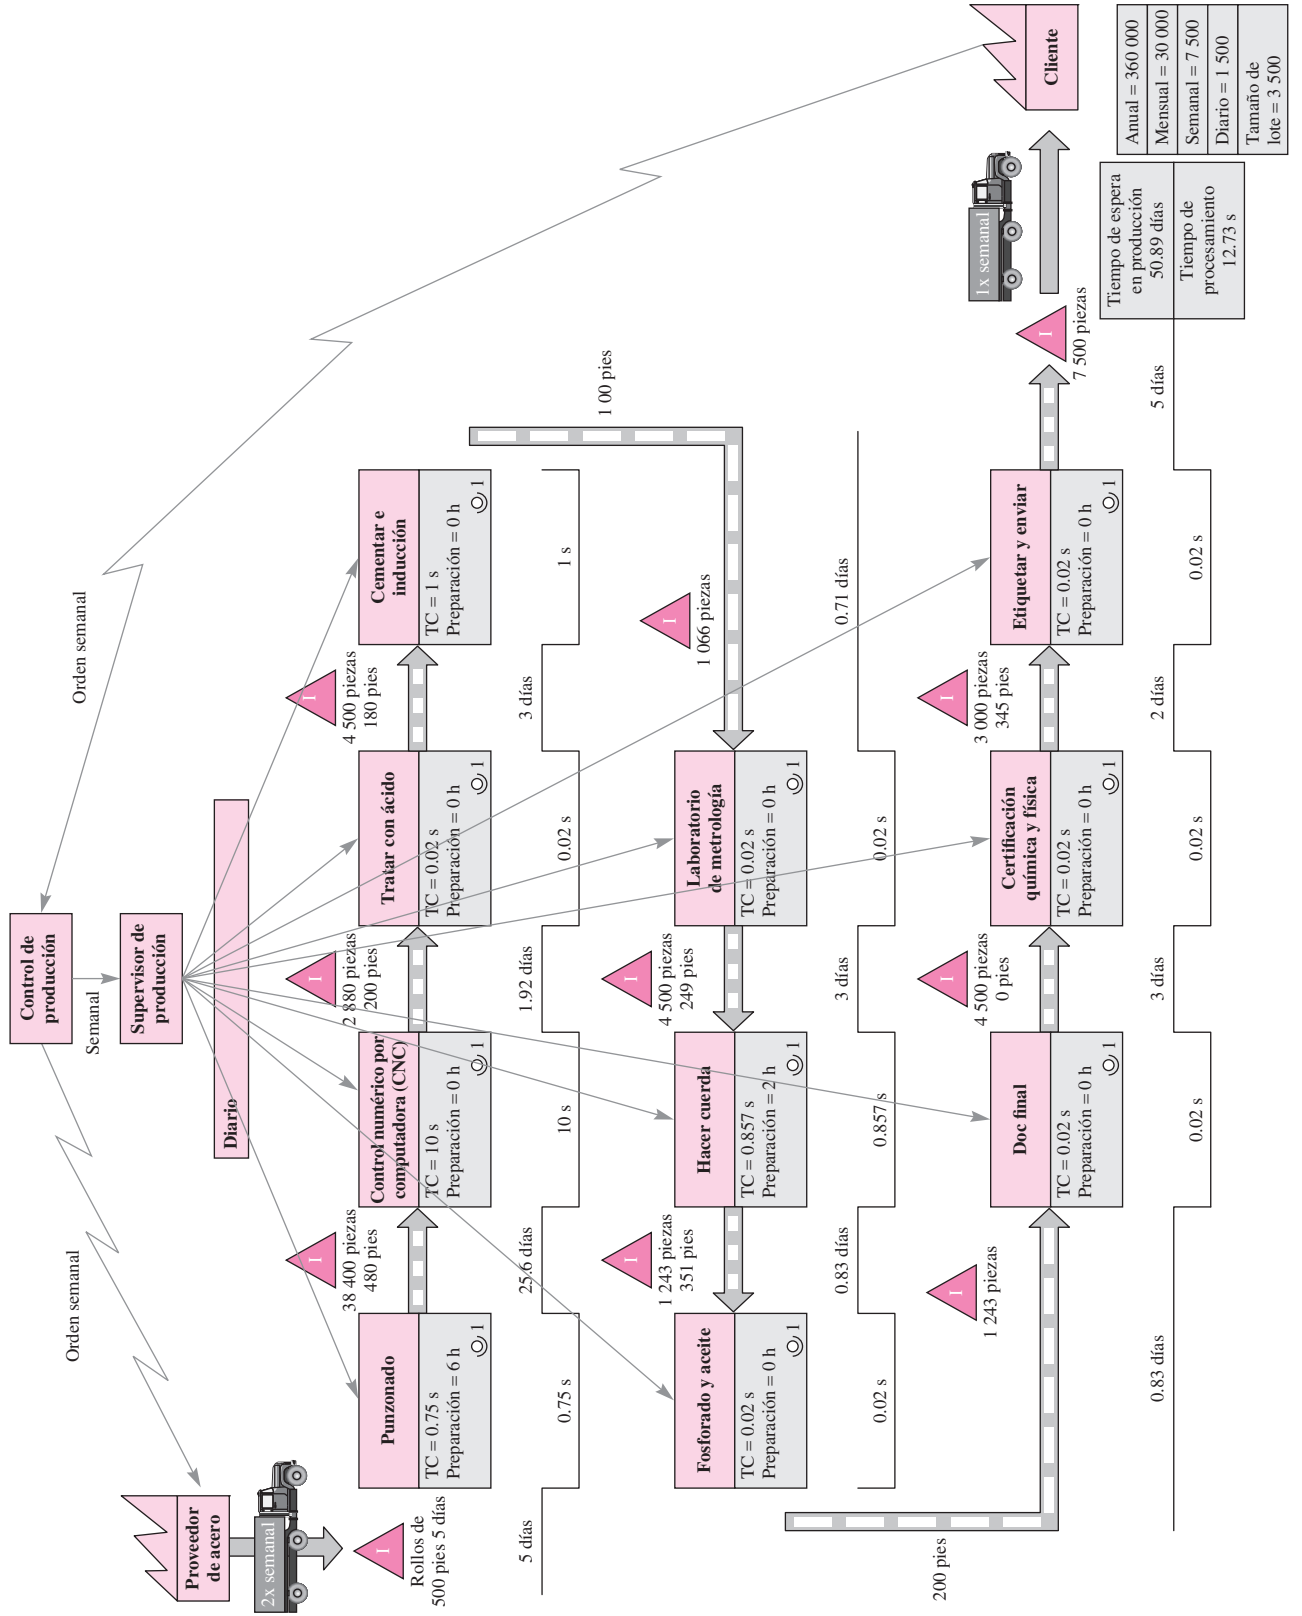 Control de
producción
Semanal
Supervisor de
producción
Diario
Orden semanal
Orden semanal
Proveedor
de acero
2x semanal
I
Rollos de
500 pies 5 días
Punzonado
TC = 0.75 s
Preparación = 6 h
1
I
38 400 piezas
480 pies
Control numérico por
computadora (CNC)
TC = 10 s
Preparación = 0 h
1
I
2 880 piezas
200 pies
Tratar con ácido
TC = 0.02 s
Preparación = 0 h
1
I
4 500 piezas
180 pies
Cementar e
inducción
TC = 1 s
Preparación = 0 h
1
5 días
0.75 s
25.6 días
10 s
1.92 días
0.02 s
3 días
1 s
1 00 pies
I
1 066 piezas
Laboratorio
de metrología
TC = 0.02 s
Preparación = 0 h
1
I
4 500 piezas
249 pies
Hacer cuerda
TC = 0.857 s
Preparación = 2 h
1
I
1 243 piezas
351 pies
Fosforado y aceite
TC = 0.02 s
Preparación = 0 h
1
0.02 s
0.83 días
0.857 s
3 días
0.02 s
0.71 días
200 pies
I
1 243 piezas
Doc final
TC = 0.02 s
Preparación = 0 h
1
I
4 500 piezas
0 pies
Certificación
química y física
TC = 0.02 s
Preparación = 0 h
1
I
3 000 piezas
345 pies
Etiquetar y enviar
TC = 0.02 s
Preparación = 0 h
1
I
7 500 piezas
1x semanal
Cliente
0.83 días
0.02 s
3 días
0.02 s
2 días
0.02 s
5 días
Tiempo de espera
en producción
50.89 días
Tiempo de
procesamiento
12.73 s
Anual = 360 000
Mensual = 30 000
Semanal = 7 500
Diario = 1 500
Tamaño de
lote = 3 500